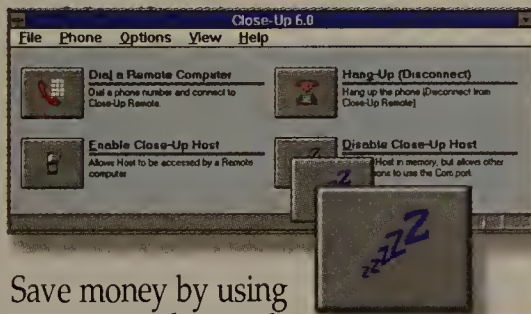 Close-Up 6.0
File Phone Options View Help
Dial a Remote Computer
Dial a phone number and connect to
Close-Up Remote.
Hang-Up (Disconnect)
Hang up the phone (Disconnect from
Close-Up Remote)
Enable Close-Up Host
Allows Host to be accessed by a Remote
computer
Disable Close-Up Host
Host in memory, but allows other
ons to use the Com port.
Z
zzzZZ
Save money by using